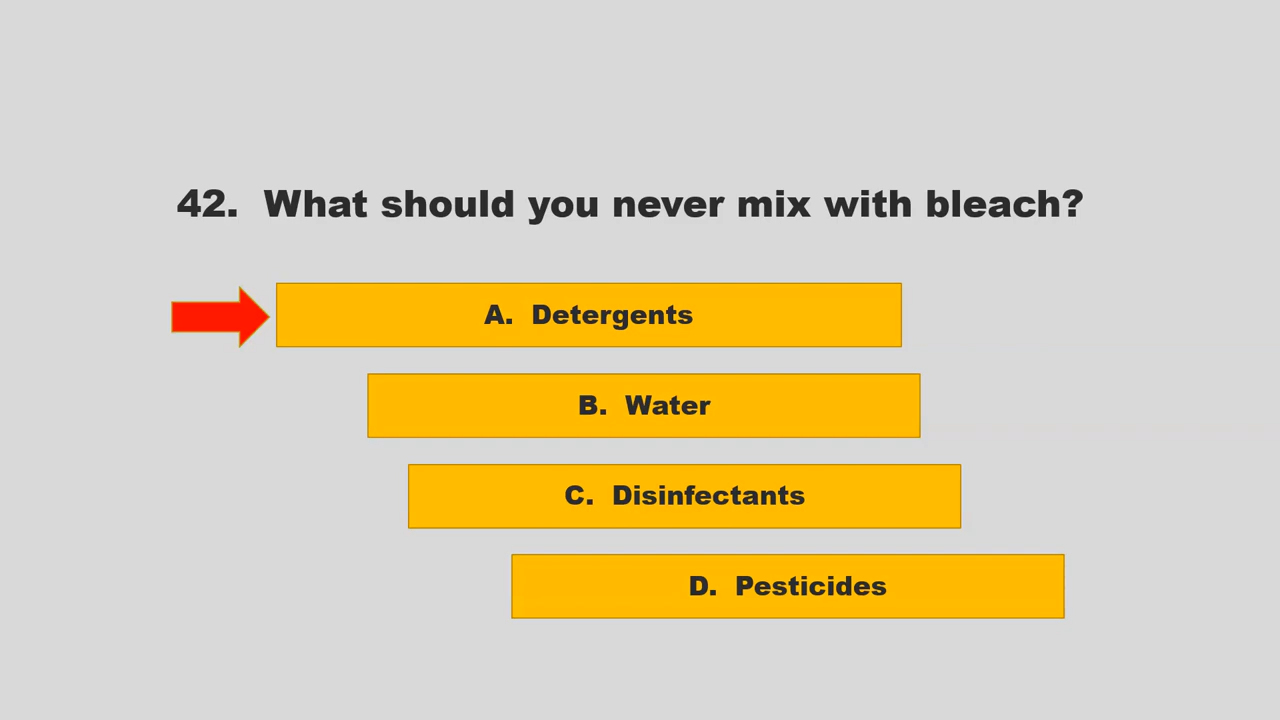 42. What should you never mix with bleach?
A. Detergents
B. Water
C. Disinfectants
D. Pesticides